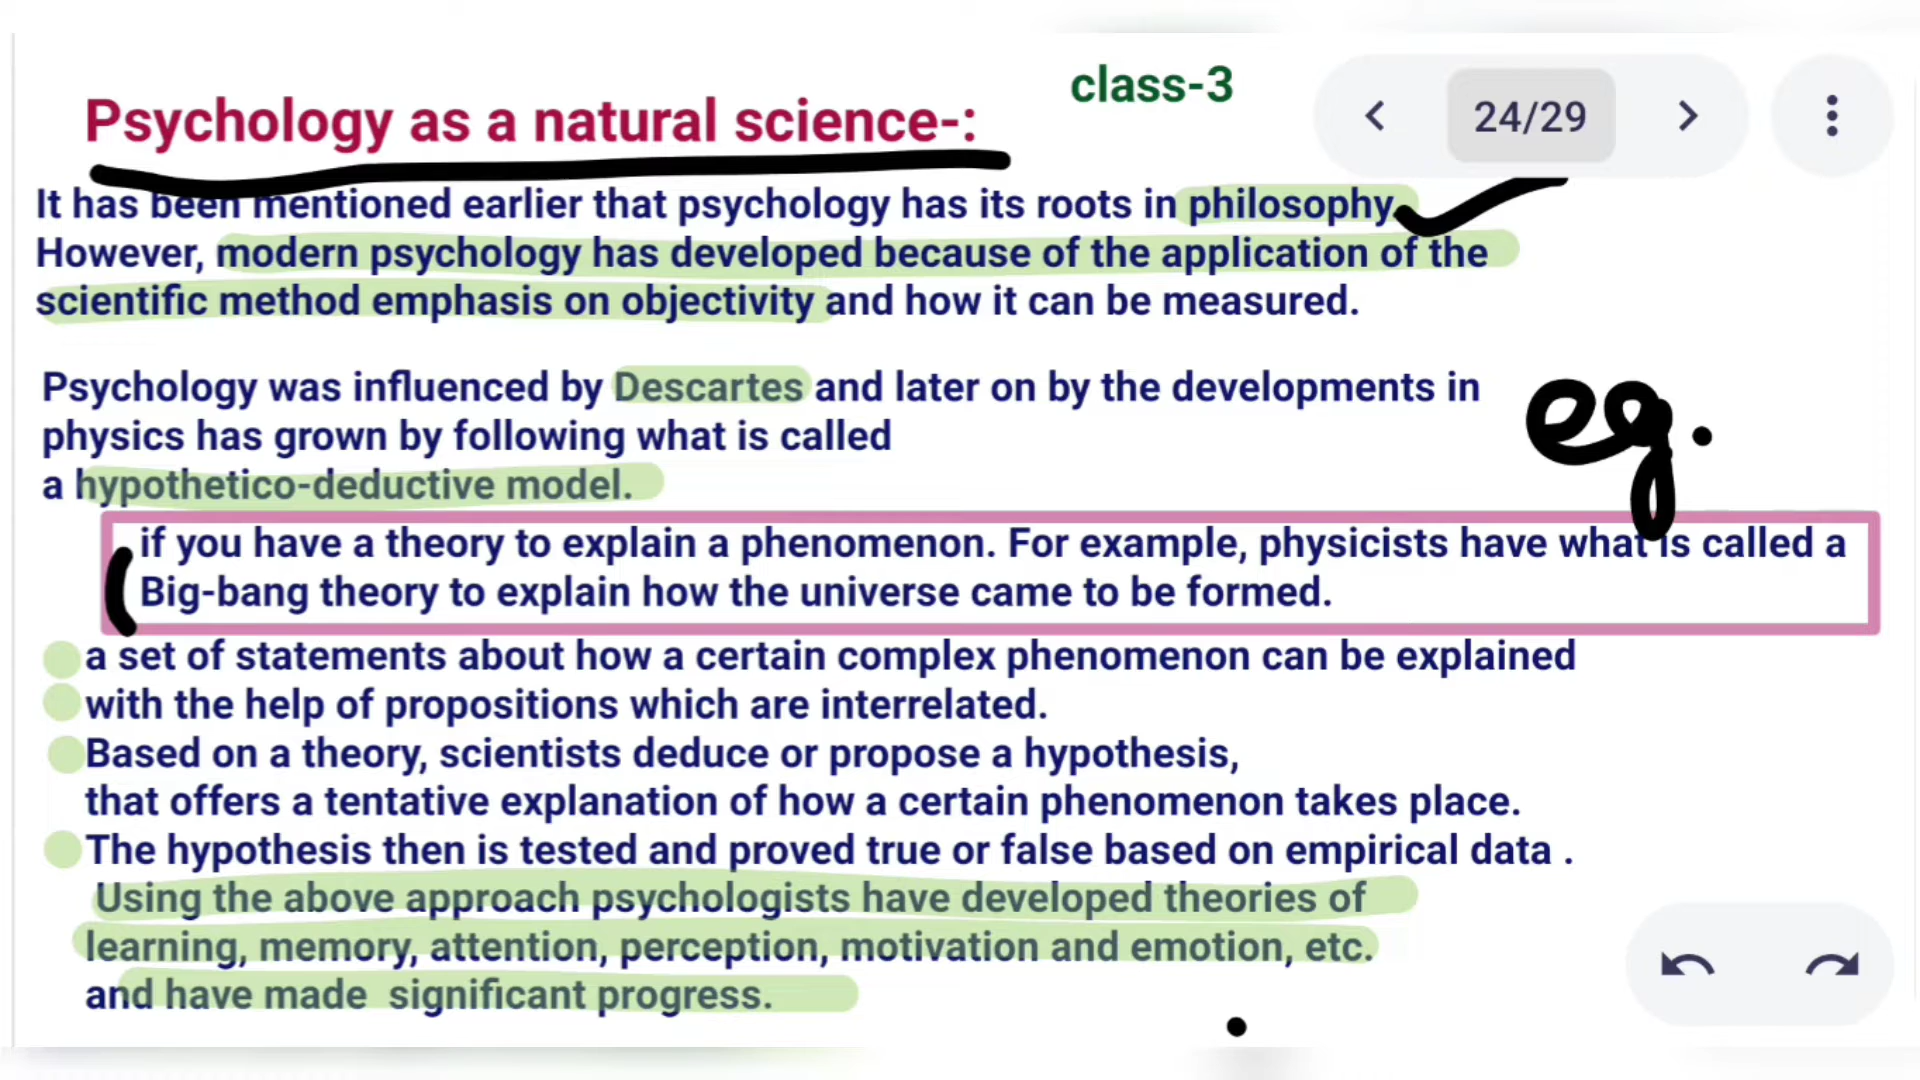 class-3
24/29
Psychology as a natural science-:
It has been mentioned earlier that psychology has its roots in philosophy
However, modern psychology has developed because of the application of the
scientific method emphasis on objectivity and how it can be measured.
Psychology was influenced by Descartes and later on by the developments in
physics has grown by following what is called
a hypothetico-deductive model.
eg.
if you have a theory to explain a phenomenon. For example, physicists have what is called a
Big-bang theory to explain how the universe came to be formed.
a set of statements about how a certain complex phenomenon can be explained
with the help of propositions which are interrelated.
Based on a theory, scientists deduce or propose a hypothesis,
that offers a tentative explanation of how a certain phenomenon takes place.
The hypothesis then is tested and proved true or false based on empirical data .
Using the above approach psychologists have developed theories of
learning, memory, attention, perception, motivation and emotion, etc.
and have made significant progress.